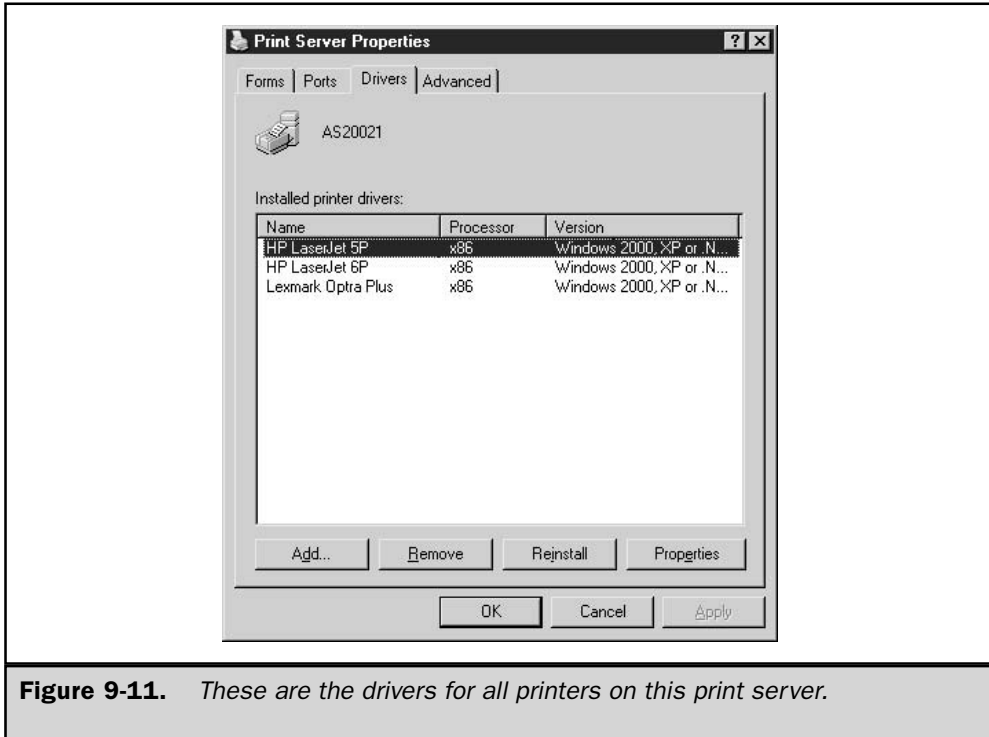 Print Server Properties
Forms Ports Drivers Advanced
AS20021
Installed printer drivers:
Name Processor Version
HP LaserJet 5P x86 Windows 2000, XP or .N...
HP LaserJet 6P x86 Windows 2000, XP or .N...
Lexmark Optra Plus x86 Windows 2000, XP or .N...
Add... Remove Reinstall Properties
OK Cancel Apply
Figure 9-11. These are the drivers for all printers on this print server.